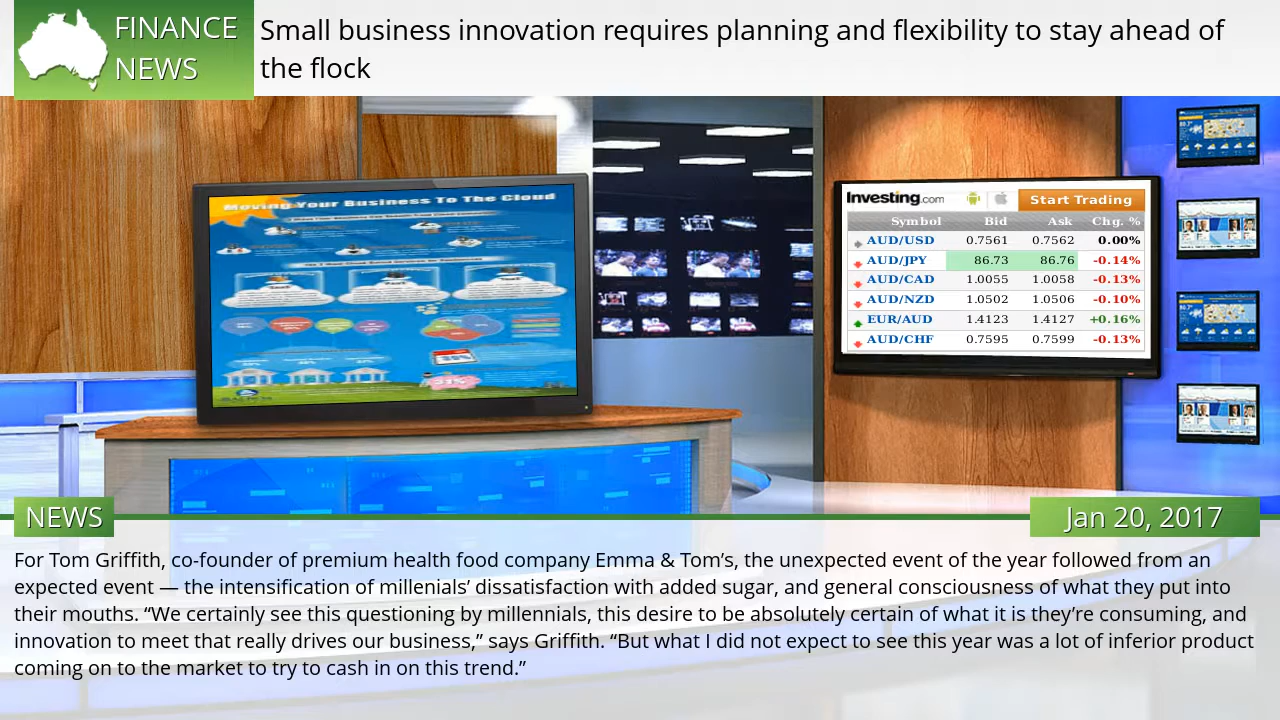 FINANCE
NEWS
Small business innovation requires planning and flexibility to stay ahead of
the flock
Moving Your Business To The Cloud
Investing.com
Start Trading
Symbol Bid Ask Chg. %
AUD/USD 0.7561 0.7562 0.00%
AUD/JPY 86.73 86.76 -0.14%
AUD/CAD 1.0055 1.0058 -0.13%
AUD/NZD 1.0502 1.0506 -0.10%
EUR/AUD 1.4123 1.4127 +0.16%
AUD/CHF 0.7595 0.7599 -0.13%
NEWS
Jan 20, 2017
For Tom Griffith, co-founder of premium health food company Emma & Tom’s, the unexpected event of the year followed from an
expected event — the intensification of millenials’ dissatisfaction with added sugar, and general consciousness of what they put into
their mouths. “We certainly see this questioning by millennials, this desire to be absolutely certain of what it is they’re consuming, and
innovation to meet that really drives our business,” says Griffith. “But what I did not expect to see this year was a lot of inferior product
coming on to the market to try to cash in on this trend.”